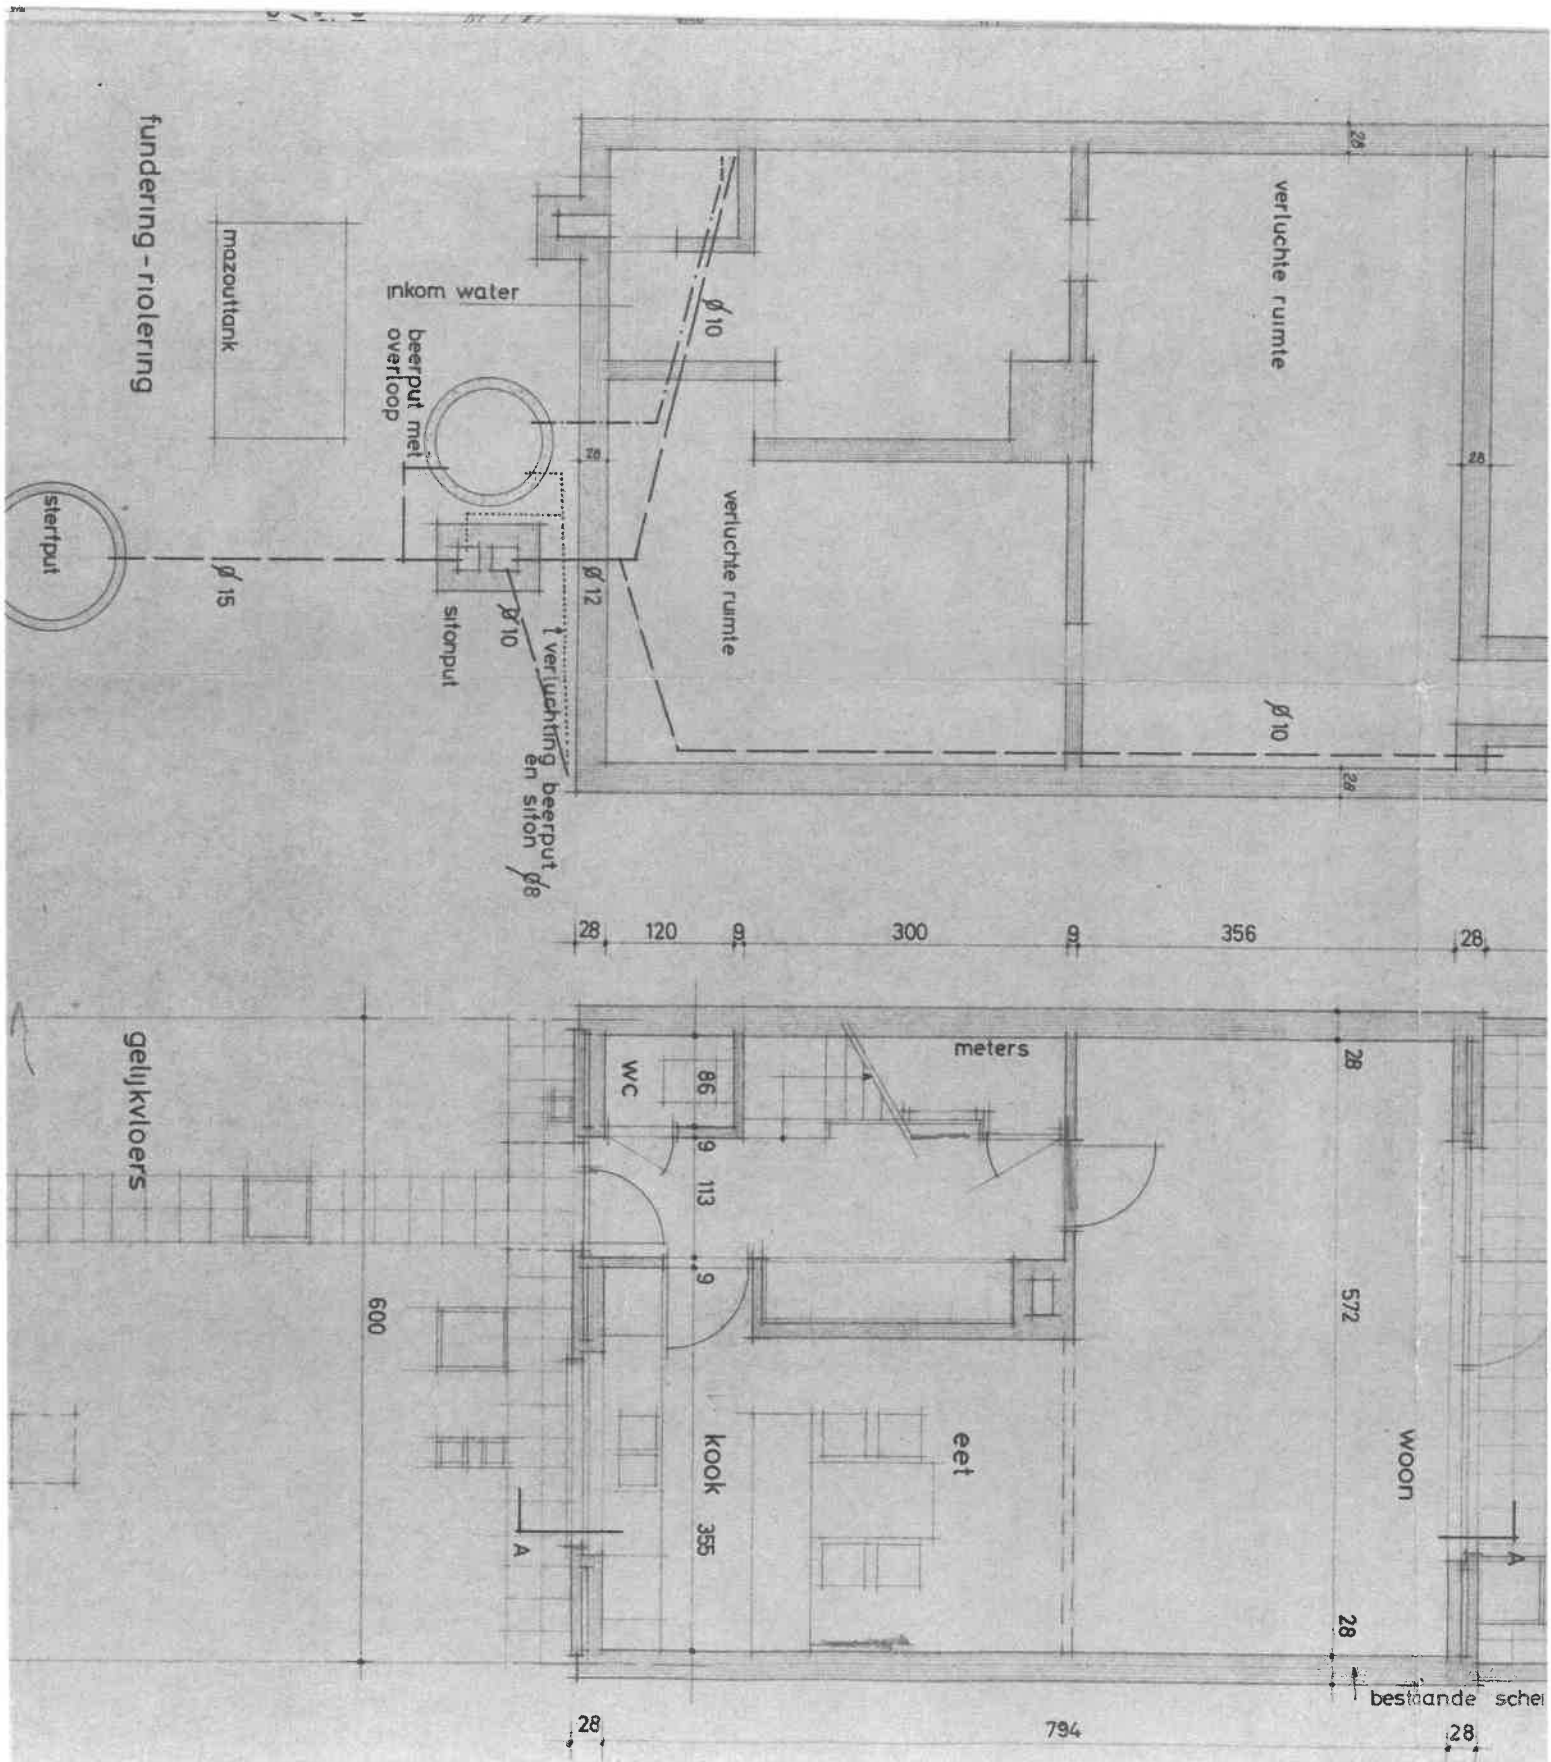 fundering - riolering
mazouttank
inkom water
beerput met
overloop
sterfput
Ø 15
sifonput
Ø 10
Ø 12
28
Ø 10
verluchte ruimte
verluchte ruimte
28
28
Ø 10
28
verluchting beerput
en sifon Ø8
28 120 9 300 9 356 28
gelijkvloers
wc
86
9
113
9
meters
28
572
600
kook
355
eet
woon
A
A
28
bestaande schei
28 794 28